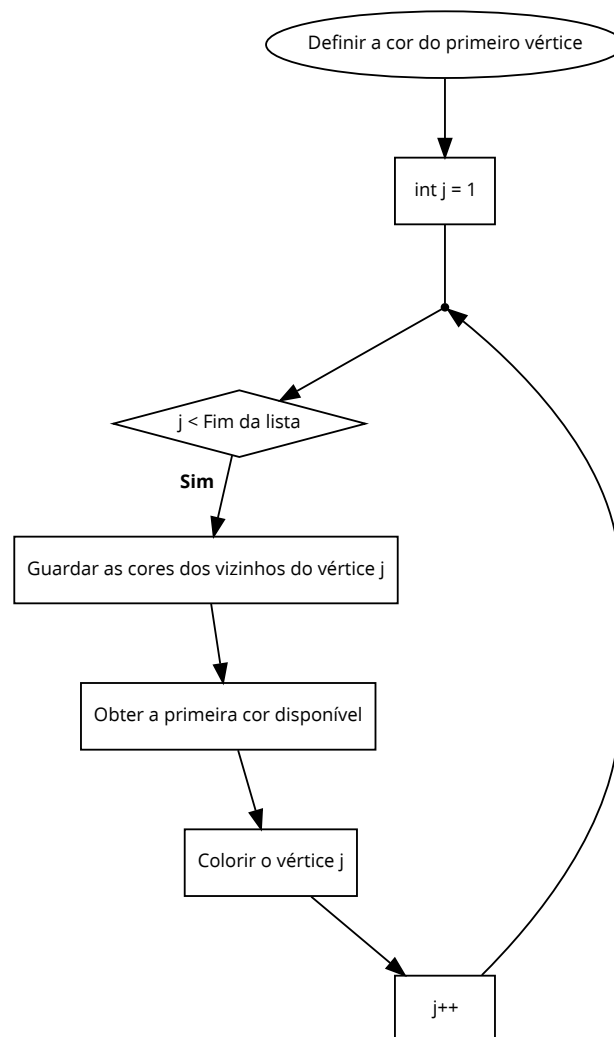 Definir a cor do primeiro vértice
int j = 1
j < Fim da lista
Sim
Guardar as cores dos vizinhos do vértice j
Obter a primeira cor disponível
Colorir o vértice j
j++